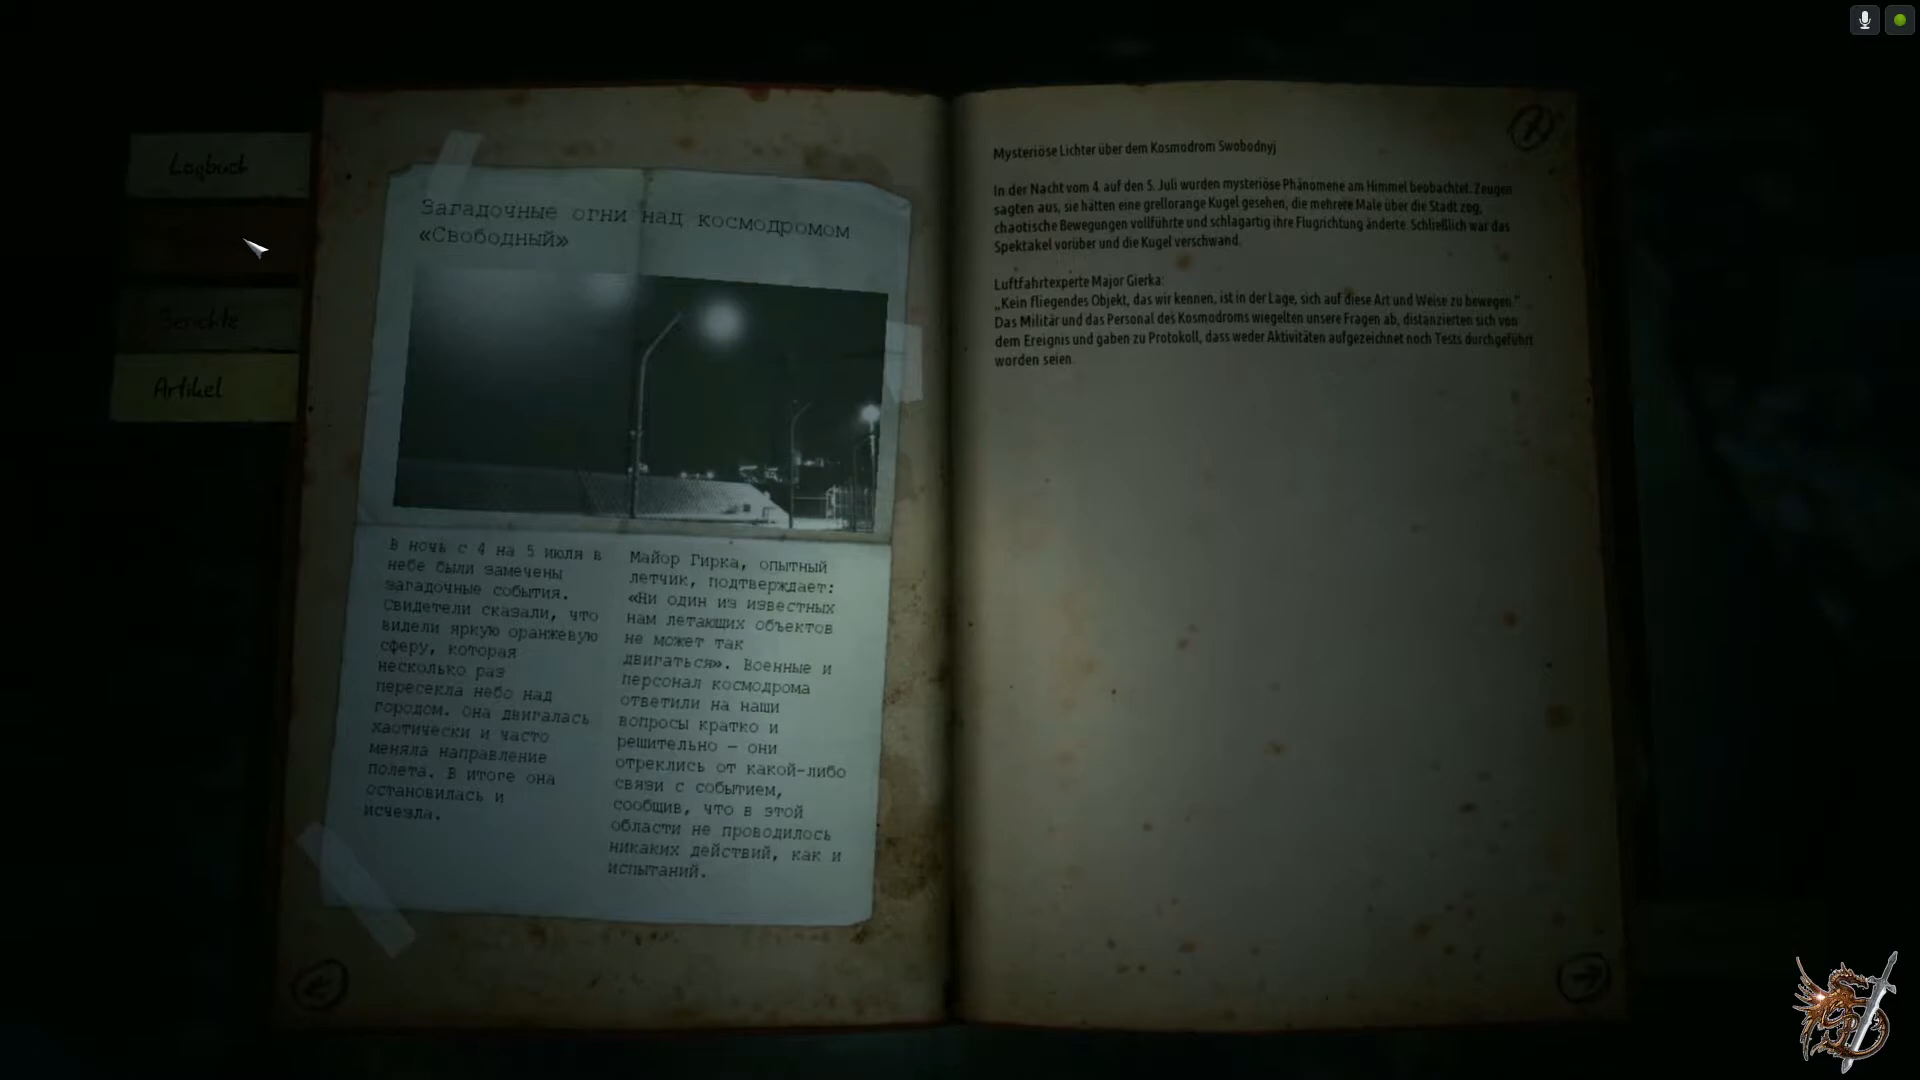 Logbuch
Berichte
Artikel
Загадочные огни над космодромом
«Свободный»
В ночь с 4 на 5 июля в
небе были замечены
загадочные события.
Свидетели сказали, что
видели яркую оранжевую
сферу, которая
несколько раз
пересекла небо над
городом. Она двигалась
хаотически и часто
меняла направление
полета. В итоге она
остановилась и
исчезла.
Майор Гирка, опытный
летчик, подтверждает:
«Ни один из известных
нам летающих объектов
не может так
двигаться». Военные и
персонал космодрома
ответили на наши
вопросы кратко и
решительно – они
отреклись от какой-либо
связи с событием,
сообщив, что в этой
области не проводилось
никаких действий, как и
испытаний.
Mysteriöse Lichter über dem Kosmodrom Swobodnyj
In der Nacht vom 4. auf den 5. Juli wurden mysteriöse Phänomene am Himmel beobachtet. Zeugen
sagten aus, sie hätten eine grellorange Kugel gesehen, die mehrere Male über die Stadt zog,
chaotische Bewegungen vollführte und schlagartig ihre Flugrichtung änderte. Schließlich war das
Spektakel vorüber und die Kugel verschwand.
Luftfahrtexperte Major Gierka:
„Kein fliegendes Objekt, das wir kennen, ist in der Lage, sich auf diese Art und Weise zu bewegen.“
Das Militär und das Personal des Kosmodroms wiegelten unsere Fragen ab, distanzierten sich von
dem Ereignis und gaben zu Protokoll, dass weder Aktivitäten aufgezeichnet noch Tests durchgeführt
worden seien.